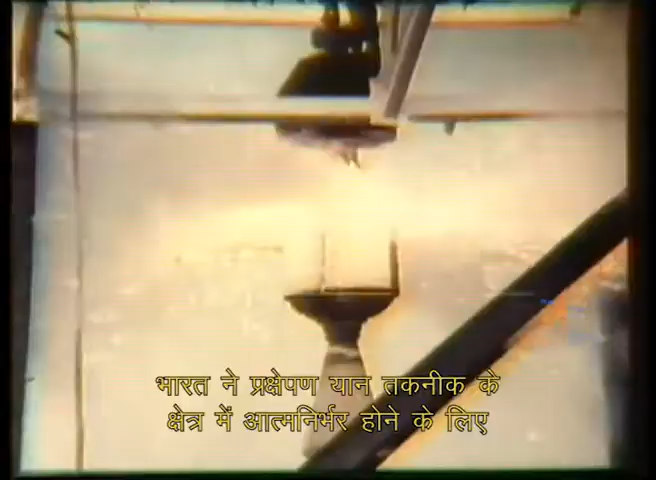 भारत ने प्रक्षेपण यान तकनीक के
क्षेत्र में आत्मनिर्भर होने के लिए